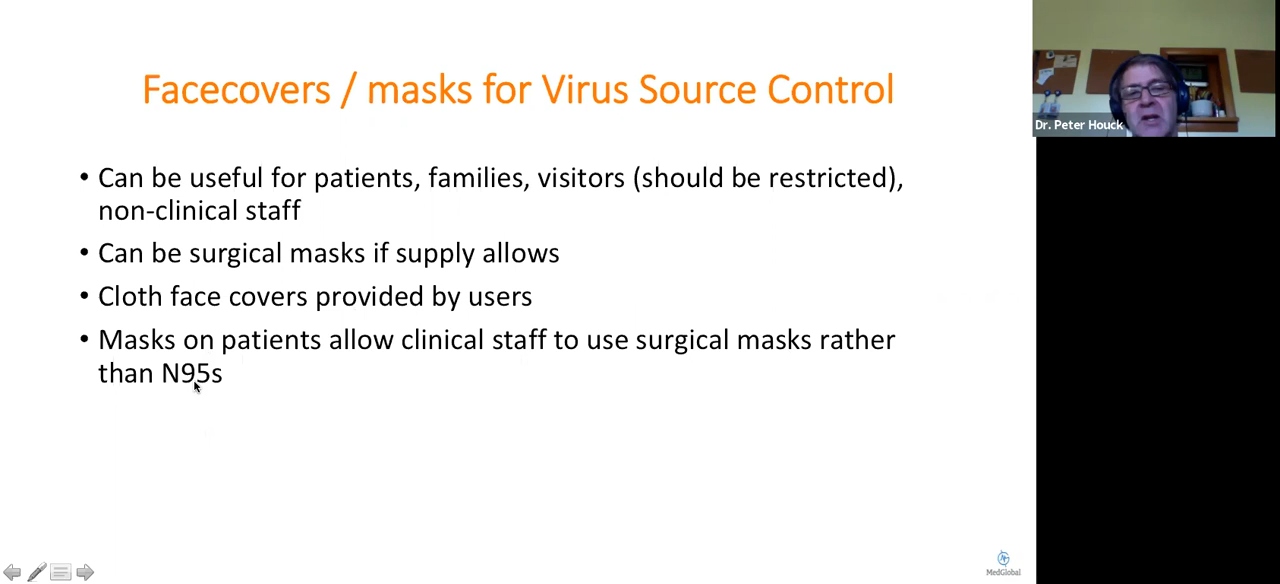 Facecovers / masks for Virus Source Control
• Can be useful for patients, families, visitors (should be restricted),
non-clinical staff
• Can be surgical masks if supply allows
• Cloth face covers provided by users
• Masks on patients allow clinical staff to use surgical masks rather
than N95s
Dr. Peter Houck
MedGlobal